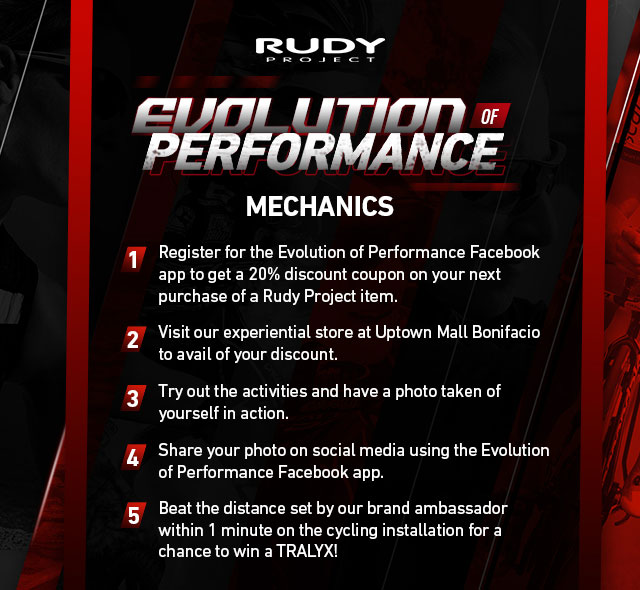 RUDY
PROJECT
EVOLUTION OF
PERFORMANCE
MECHANICS
1 Register for the Evolution of Performance Facebook
app to get a 20% discount coupon on your next
purchase of a Rudy Project item.
2 Visit our experiential store at Uptown Mall Bonifacio
to avail of your discount.
3 Try out the activities and have a photo taken of
yourself in action.
4 Share your photo on social media using the Evolution
of Performance Facebook app.
5 Beat the distance set by our brand ambassador
within 1 minute on the cycling installation for a
chance to win a TRALYX!